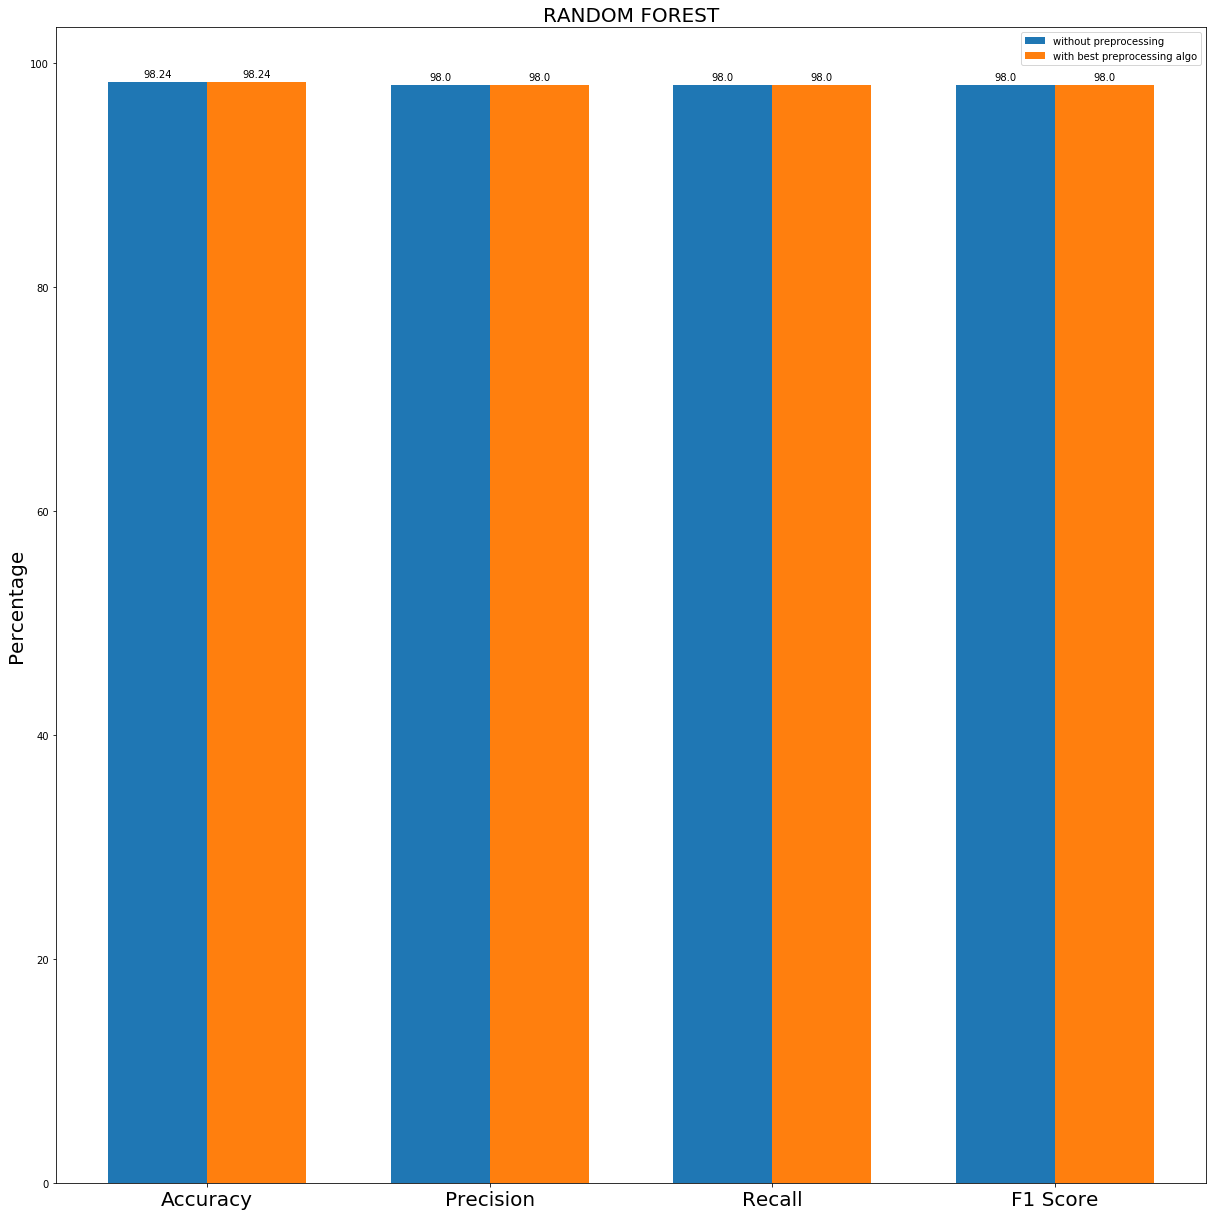 RANDOM FOREST
without preprocessing
with best preprocessing algo
98.24 98.24 98.0 98.0 98.0 98.0 98.0 98.0
100
80
60
40
20
0
Percentage
Accuracy Precision Recall F1 Score